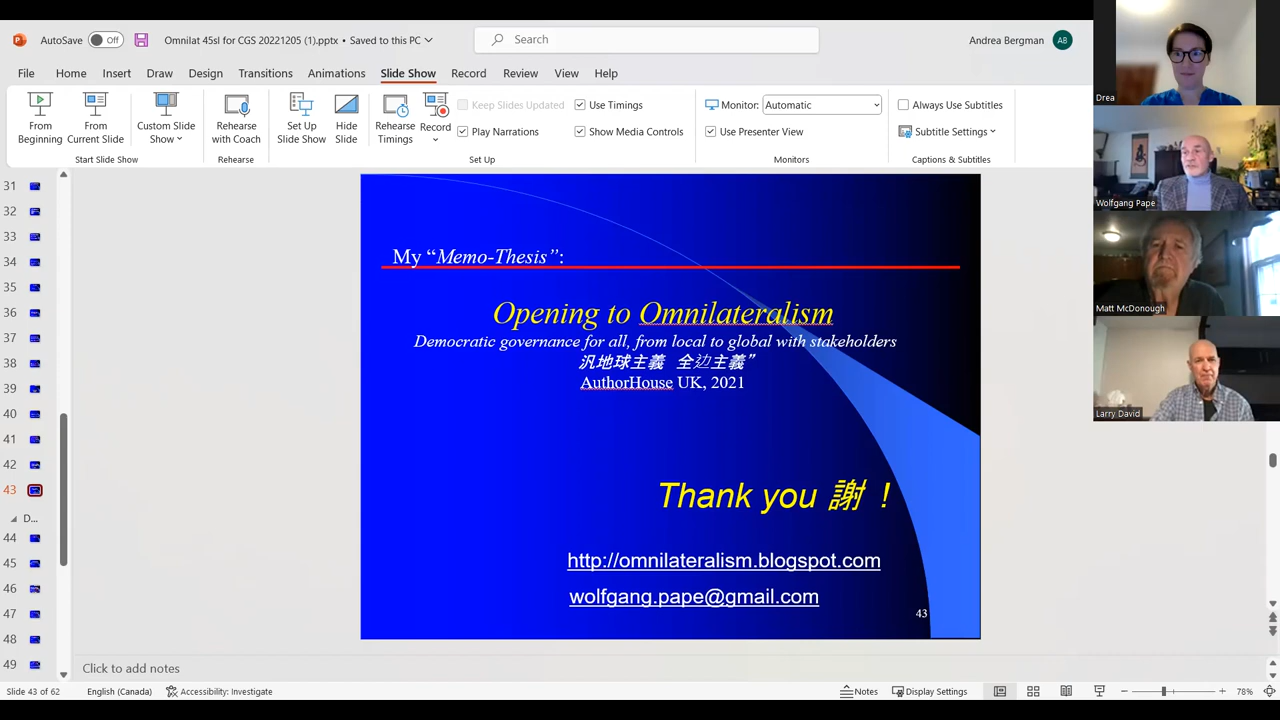 AutoSave Off Omnilat 45sl for CGS 20221205 (1).pptx • Saved to this PC Search Andrea Bergman AB
File Home Insert Draw Design Transitions Animations Slide Show Record Review View Help
From Beginning
From Current Slide
Custom Slide Show
Start Slide Show
Rehearse with Coach
Rehearse
Set Up Slide Show
Hide Slide
Rehearse Timings
Record
Keep Slides Updated
Play Narrations
Use Timings
Show Media Controls
Set Up
Monitor: Automatic
Use Presenter View
Monitors
Always Use Subtitles
Subtitle Settings
Captions & Subtitles
Drea
Wolfgang Pape
Matt McDonough
Larry David
31
32
33
34
35
36
37
38
39
40
41
42
43
D...
44
45
46
47
48
49
My “Memo-Thesis”:
Opening to Omnilateralism
Democratic governance for all, from local to global with stakeholders
汎地球主義 全边主義”
AuthorHouse UK, 2021
Thank you 謝 !
http://omnilateralism.blogspot.com
wolfgang.pape@gmail.com
43
Click to add notes
Slide 43 of 62 English (Canada) Accessibility: Investigate Notes Display Settings 78%